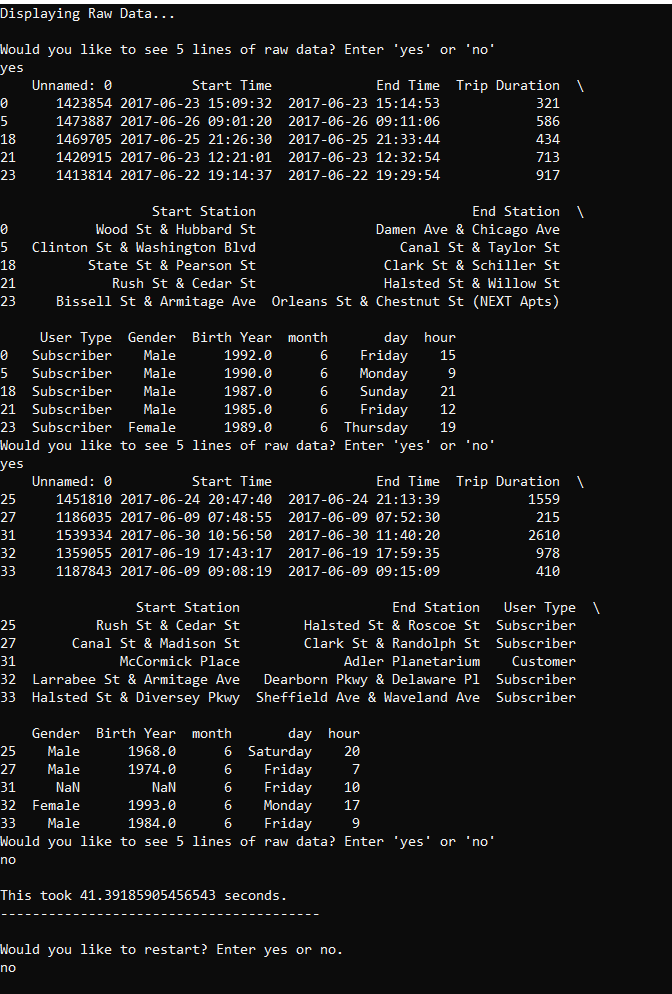 Displaying Raw Data...
Would you like to see 5 lines of raw data? Enter 'yes' or 'no'
yes
    Unnamed: 0          Start Time             End Time  Trip Duration  \
0      1423854 2017-06-23 15:09:32  2017-06-23 15:14:53            321
5      1473887 2017-06-26 09:01:20  2017-06-26 09:11:06            586
18     1469705 2017-06-25 21:26:30  2017-06-25 21:33:44            434
21     1420915 2017-06-23 12:21:01  2017-06-23 12:32:54            713
23     1413814 2017-06-22 19:14:37  2017-06-22 19:29:54            917
                   Start Station                           End Station  \
0            Wood St & Hubbard St               Damen Ave & Chicago Ave
5    Clinton St & Washington Blvd                  Canal St & Taylor St
18           State St & Pearson St                Clark St & Schiller St
21              Rush St & Cedar St                Halsted St & Willow St
23       Bissell St & Armitage Ave  Orleans St & Chestnut St (NEXT Apts)
     User Type  Gender  Birth Year  month       day  hour
0   Subscriber    Male      1992.0      6    Friday    15
5   Subscriber    Male      1990.0      6    Monday     9
18  Subscriber    Male      1987.0      6    Sunday    21
21  Subscriber    Male      1985.0      6    Friday    12
23  Subscriber  Female      1989.0      6  Thursday    19
Would you like to see 5 lines of raw data? Enter 'yes' or 'no'
yes
    Unnamed: 0          Start Time             End Time  Trip Duration  \
25     1451810 2017-06-24 20:47:40  2017-06-24 21:13:39           1559
27     1186035 2017-06-09 07:48:55  2017-06-09 07:52:30            215
31     1539334 2017-06-30 10:56:50  2017-06-30 11:40:20           2610
32     1359055 2017-06-19 17:43:17  2017-06-19 17:59:35            978
33     1187843 2017-06-09 09:08:19  2017-06-09 09:15:09            410
                 Start Station                   End Station   User Type  \
25          Rush St & Cedar St        Halsted St & Roscoe St  Subscriber
27       Canal St & Madison St        Clark St & Randolph St  Subscriber
31             McCormick Place             Adler Planetarium    Customer
32  Larrabee St & Armitage Ave   Dearborn Pkwy & Delaware Pl  Subscriber
33  Halsted St & Diversey Pkwy  Sheffield Ave & Waveland Ave  Subscriber
    Gender  Birth Year  month       day  hour
25    Male      1968.0      6  Saturday    20
27    Male      1974.0      6    Friday     7
31     NaN         NaN      6    Friday    10
32  Female      1993.0      6    Monday    17
33    Male      1984.0      6    Friday     9
Would you like to see 5 lines of raw data? Enter 'yes' or 'no'
no
This took 41.39185905456543 seconds.
----------------------------------------
Would you like to restart? Enter yes or no.
no